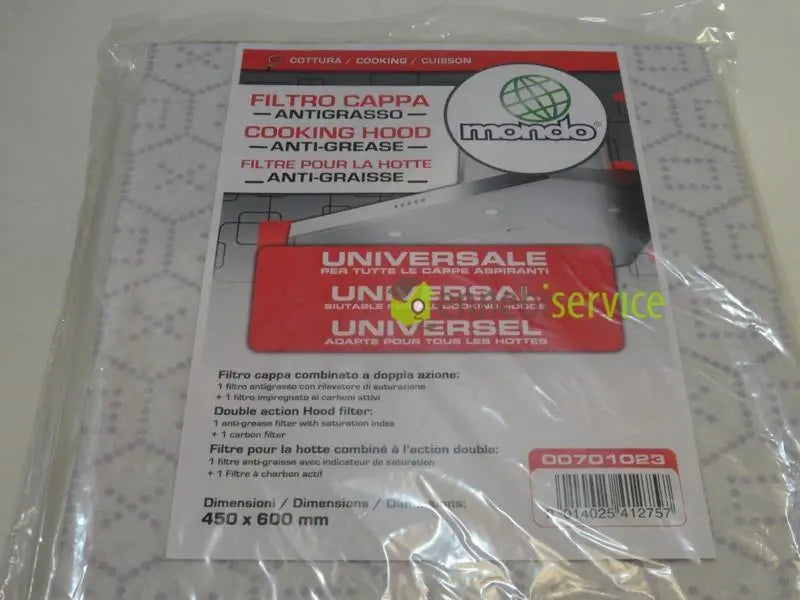 COTTURA / COOKING / CUISSON
mondo®
FILTRO CAPPA
ANTIGRASSO
COOKING HOOD
ANTI-GREASE
FILTRE POUR LA HOTTE
ANTI-GRAISSE
UNIVERSALE
PER TUTTE LE CAPPE ASPIRANTI
UNIVERSAL
service
UNIVERSEL
ADAPTE POUR TOUS LES HOTTES
Filtro cappa combinato a doppia azione:
1 filtro antigrasso con rilevatore di saturazione
+ 1 filtro impregnato ai carboni attivi
Double action Hood filter:
1 anti-grease filter with saturation index
+ 1 carbon filter
Filtre pour la hotte combiné à l'action double:
1 filtre anti-graisse avec indicateur de saturation
+ 1 Filtre à charbon actif
Dimensioni / Dimensions / Dimensions:
450 x 600 mm
00701023
014025 412757